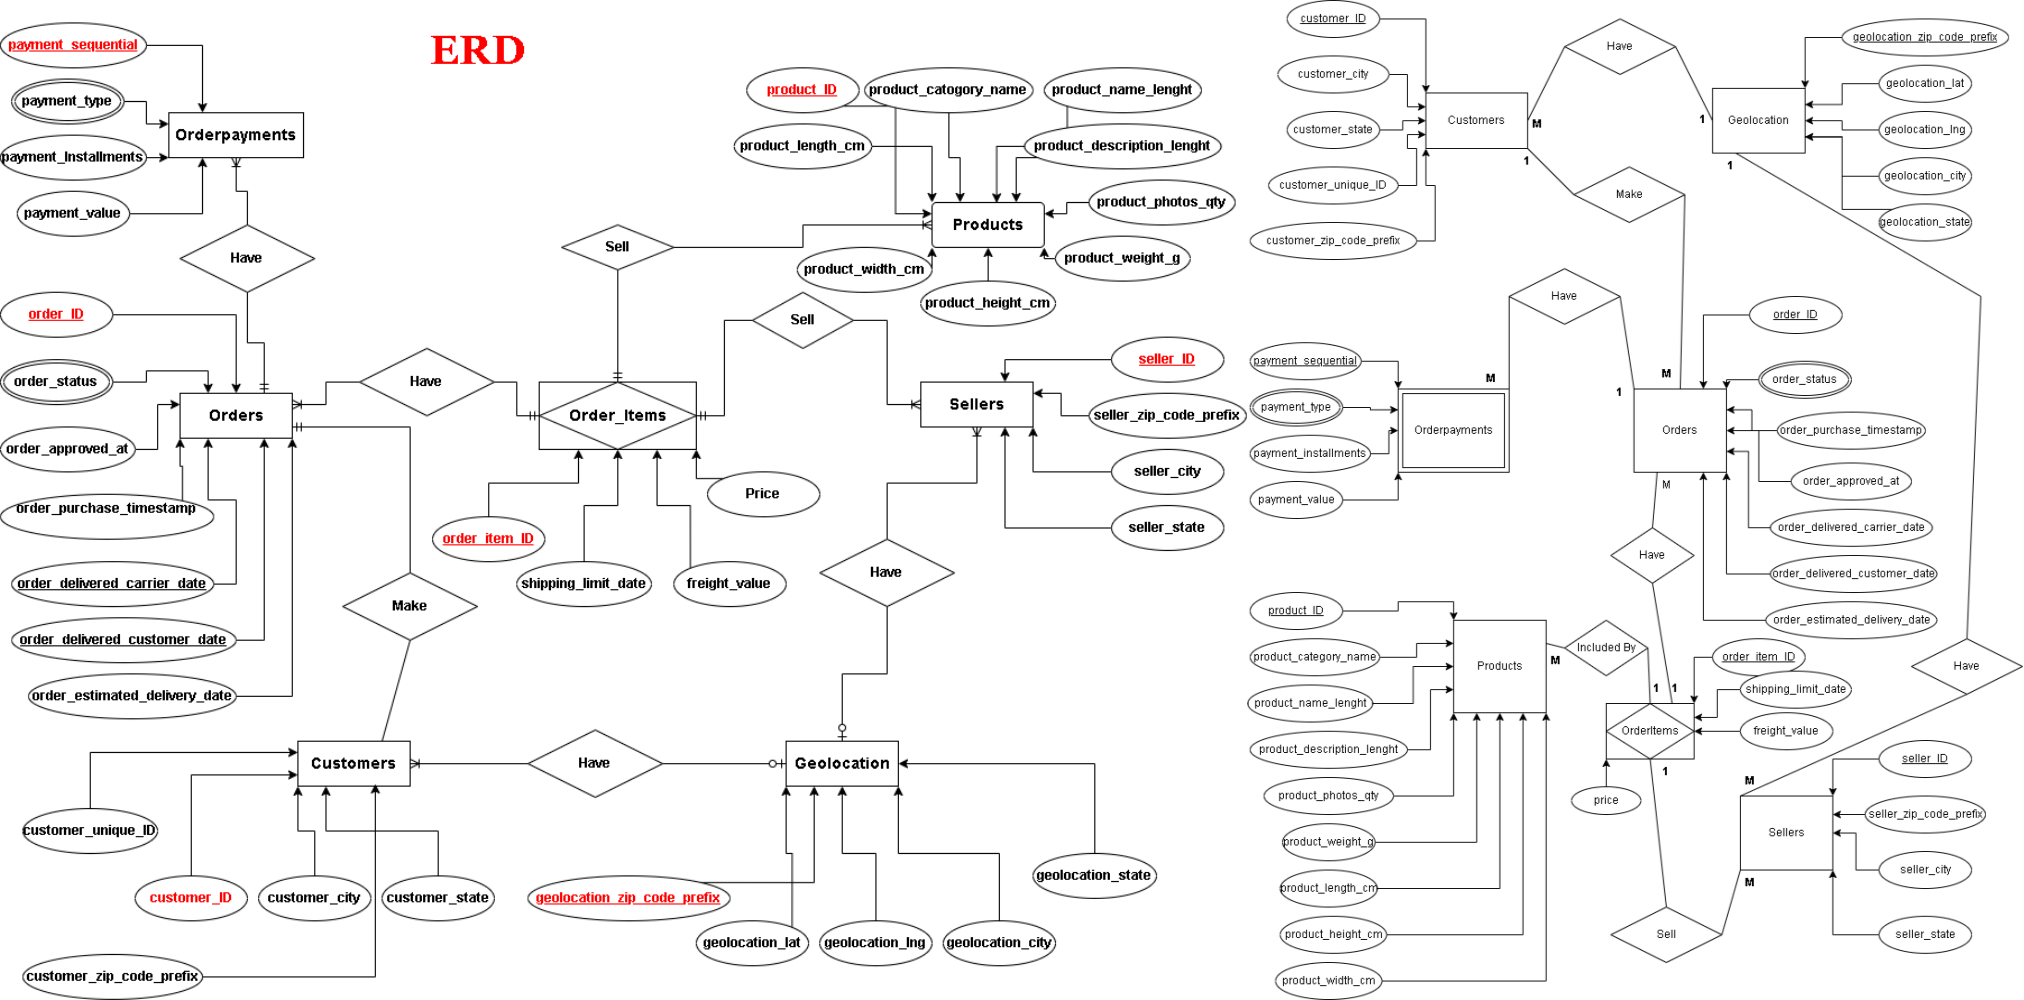 ERD
payment_sequential
payment_type
payment_Installments
payment_value
Orderpayments
Have
product_ID
product_catogory_name
product_name_lenght
product_length_cm
product_description_lenght
product_photos_qty
Products
product_width_cm
product_weight_g
product_height_cm
Sell
Sell
order_ID
order_status
Orders
order_approved_at
order_purchase_timestamp
order_delivered_carrier_date
order_delivered_customer_date
order_estimated_delivery_date
Have
Order_Items
order_item_ID
shipping_limit_date
freight_value
Price
seller_ID
Sellers
seller_zip_code_prefix
seller_city
seller_state
Have
Make
Customers
Have
Geolocation
customer_unique_ID
customer_ID
customer_city
customer_state
customer_zip_code_prefix
geolocation_zip_code_prefix
geolocation_lat
geolocation_lng
geolocation_city
geolocation_state
customer_ID
customer_city
customer_state
customer_unique_ID
customer_zip_code_prefix
Customers
M
1
Have
1
Geolocation
1
geolocation_zip_code_prefix
geolocation_lat
geolocation_lng
geolocation_city
geolocation_state
Make
Have
M
1
M
payment_sequential
payment_type
payment_installments
payment_value
Orderpayments
Orders
M
order_ID
order_status
order_purchase_timestamp
order_approved_at
order_delivered_carrier_date
order_delivered_customer_date
order_estimated_delivery_date
Have
product_ID
product_category_name
product_name_lenght
product_description_lenght
product_photos_qty
product_weight_g
product_length_cm
product_height_cm
product_width_cm
Products
M
Included By
1
1
order_item_ID
shipping_limit_date
freight_value
OrderItems
1
price
Have
M
Sellers
M
seller_ID
seller_zip_code_prefix
seller_city
seller_state
Sell